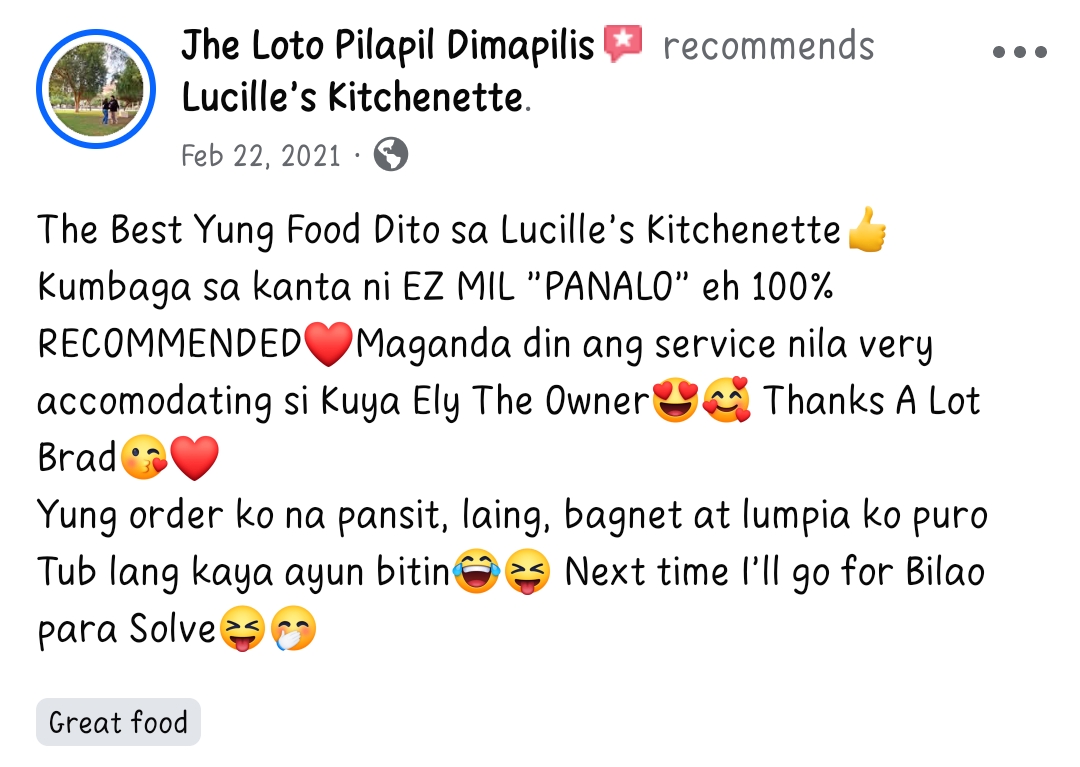 Jhe Loto Pilapil Dimapilis recommends
Lucille's Kitchenette.
Feb 22, 2021 ·
The Best Yung Food Dito sa Lucille's Kitchenette👍
Kumbaga sa kanta ni EZ MIL "PANALO" eh 100%
RECOMMENDED❤️Maganda din ang service nila very
accomodating si Kuya Ely The Owner😍🥰 Thanks A Lot
Brad😘❤️
Yung order ko na pansit, laing, bagnet at lumpia ko puro
Tub lang kaya ayun bitin😂😝 Next time I'll go for Bilao
para Solve😝🤭
Great food